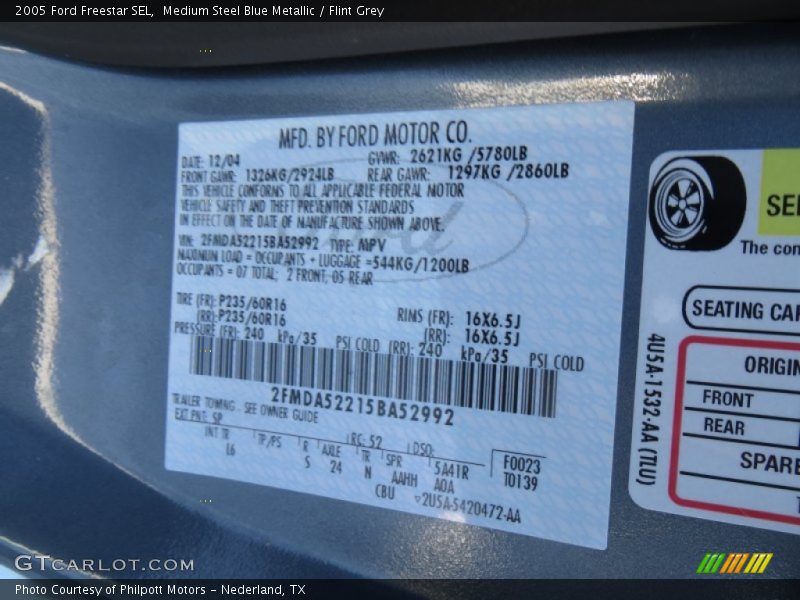 2005 Ford Freestar SEL, Medium Steel Blue Metallic / Flint Grey
MFD. BY FORD MOTOR CO.
DATE: 12/04 GVWR: 2621KG /5780LB
FRONT GAWR: 1326KG/2924LB REAR GAWR: 1297KG /2860LB
THIS VEHICLE CONFORMS TO ALL APPLICABLE FEDERAL MOTOR
VEHICLE SAFETY AND THEFT PREVENTION STANDARDS
IN EFFECT ON THE DATE OF MANUFACTURE SHOWN ABOVE.
VIN: 2FMDA52215BA52992 TYPE: MPV
MAXIMUM LOAD = OCCUPANTS + LUGGAGE =544KG/1200LB
OCCUPANTS = 07 TOTAL; 2 FRONT, 05 REAR
Ford
TIRE (FR): P235/60R16 RIMS (FR): 16X6.5J
(RR): P235/60R16 (RR): 16X6.5J
PRESSURE (FR): 240 kPa/35 PSI COLD (RR): 240 kPa/35 PSI COLD
2FMDA52215BA52992
TRAILER TOWING - SEE OWNER GUIDE
EXT PNT: SP RC: 52 DSO:
INT TR TP/PS R AXLE TR SPR 5A41R F0023
L6 S 24 N AAHH AOA T0139
CBU ▽2U5A-5420472-AA
SE
The con
SEATING CA
ORIGIN
FRONT
REAR
SPARE
4U5A-1532-AA (TLU)
GTCARLOT.COM
Photo Courtesy of Philpott Motors - Nederland, TX